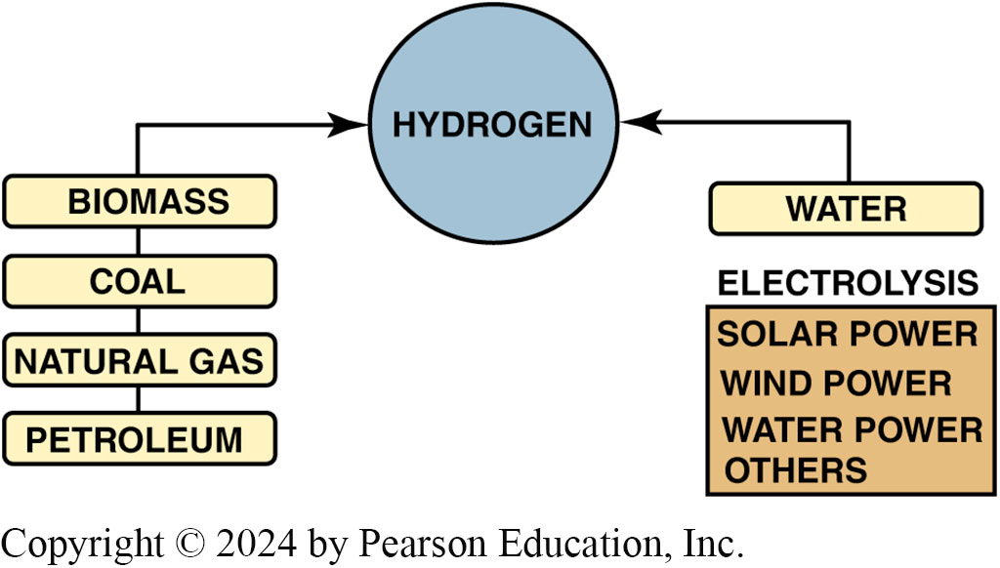 HYDROGEN
BIOMASS
COAL
NATURAL GAS
PETROLEUM
WATER
ELECTROLYSIS
SOLAR POWER
WIND POWER
WATER POWER
OTHERS
Copyright © 2024 by Pearson Education, Inc.